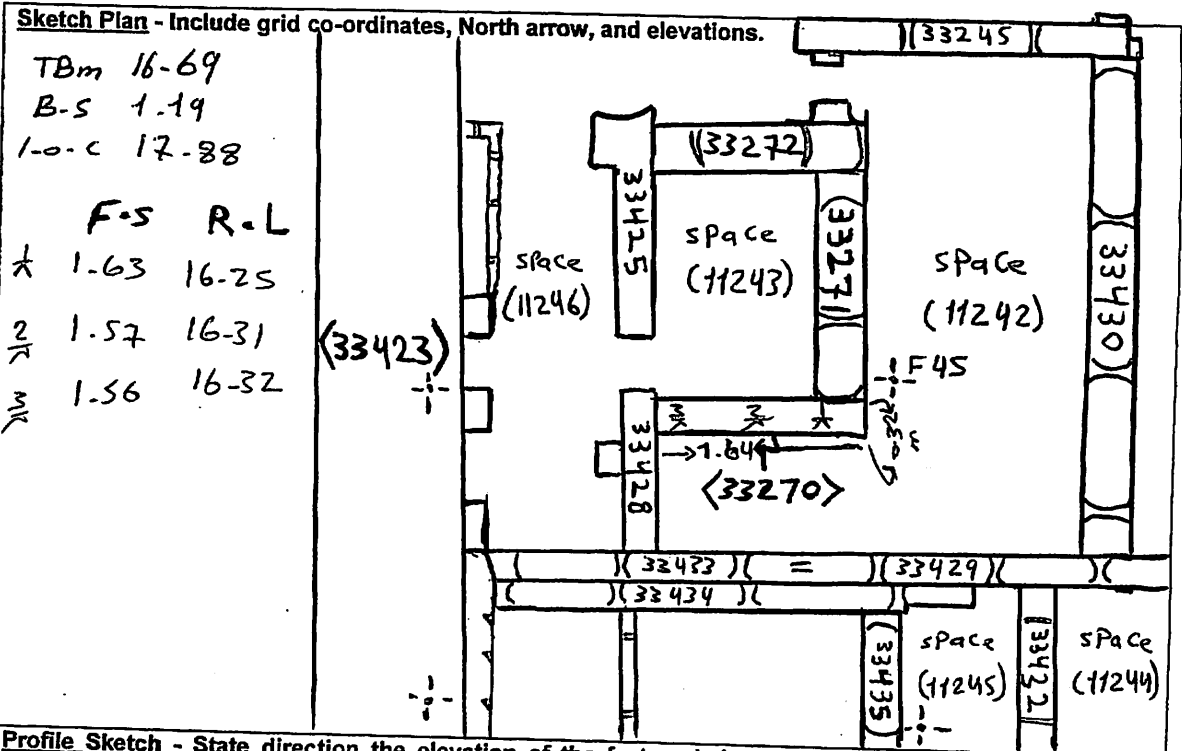 Sketch Plan - Include grid co-ordinates, North arrow, and elevations.
TBm 16-69
B-S 1-19
1-0-C 17-88
F-S R-L
1 1-63 16-25
2 1-57 16-31
3 1-56 16-32
(33245)
((33272)
33425
(33271)
space
(11246)
space
(11243)
space
(11242)
(33430)
<33423>
F45
3 2 1
33428
→1.64
<33270>
)(33433)( = )(33429)(
)(33434)(
(33435)
space
(11245)
33432
space
(11244)
Profile Sketch - State direction the elevation of the